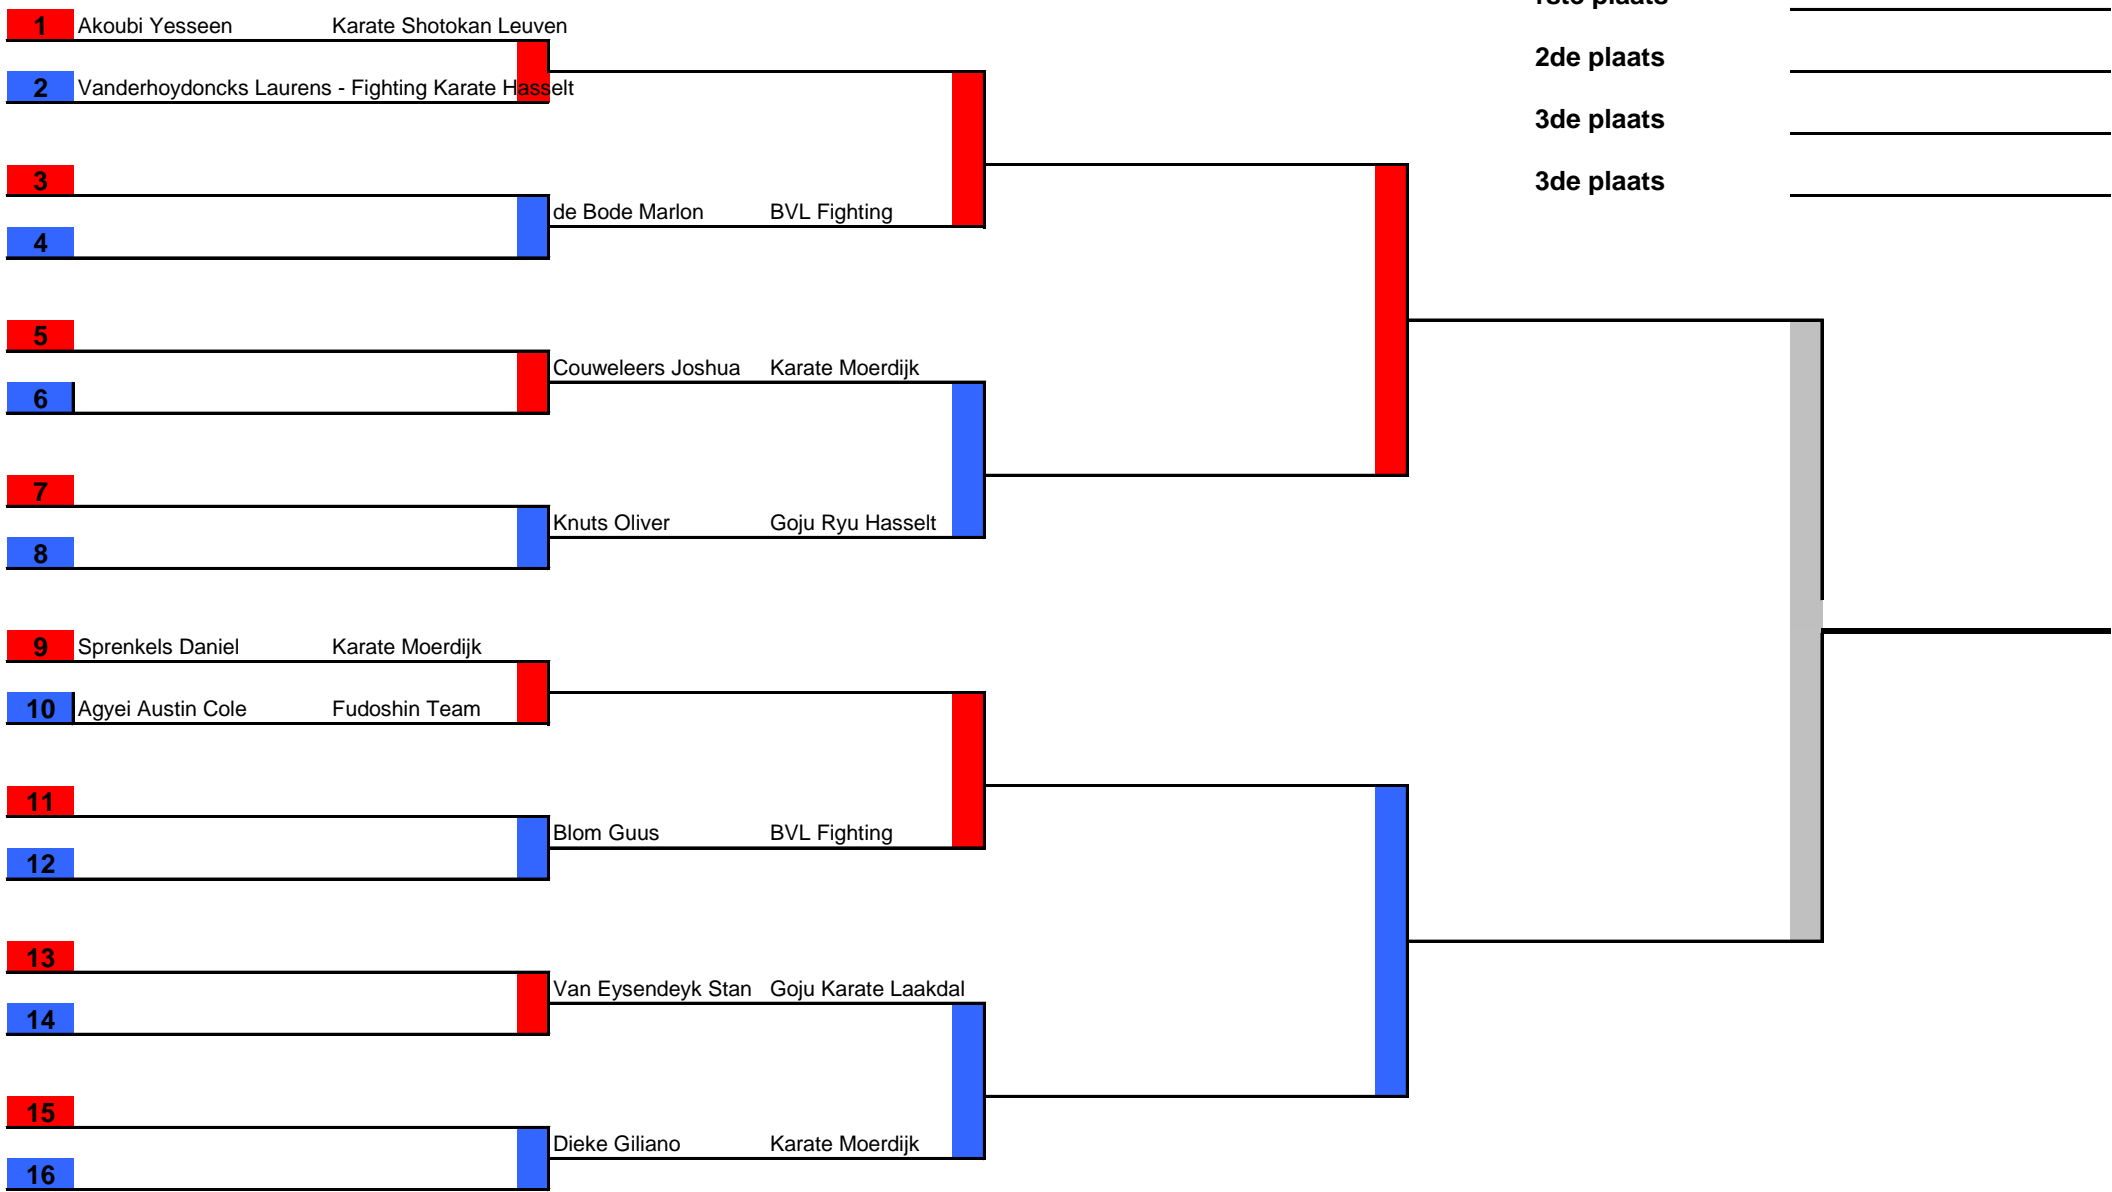 1 Akoubi Yesseen Karate Shotokan Leuven
2de plaats
2 Vanderhoydoncks Laurens - Fighting Karate Hasselt
3de plaats
3
3de plaats
de Bode Marlon BVL Fighting
4
5
Couweleers Joshua Karate Moerdijk
6
7
Knuts Oliver Goju Ryu Hasselt
8
9 Sprenkels Daniel Karate Moerdijk
10 Agyei Austin Cole Fudoshin Team
11
Blom Guus BVL Fighting
12
13
Van Eysendeyk Stan Goju Karate Laakdal
14
15
Dieke Giliano Karate Moerdijk
16